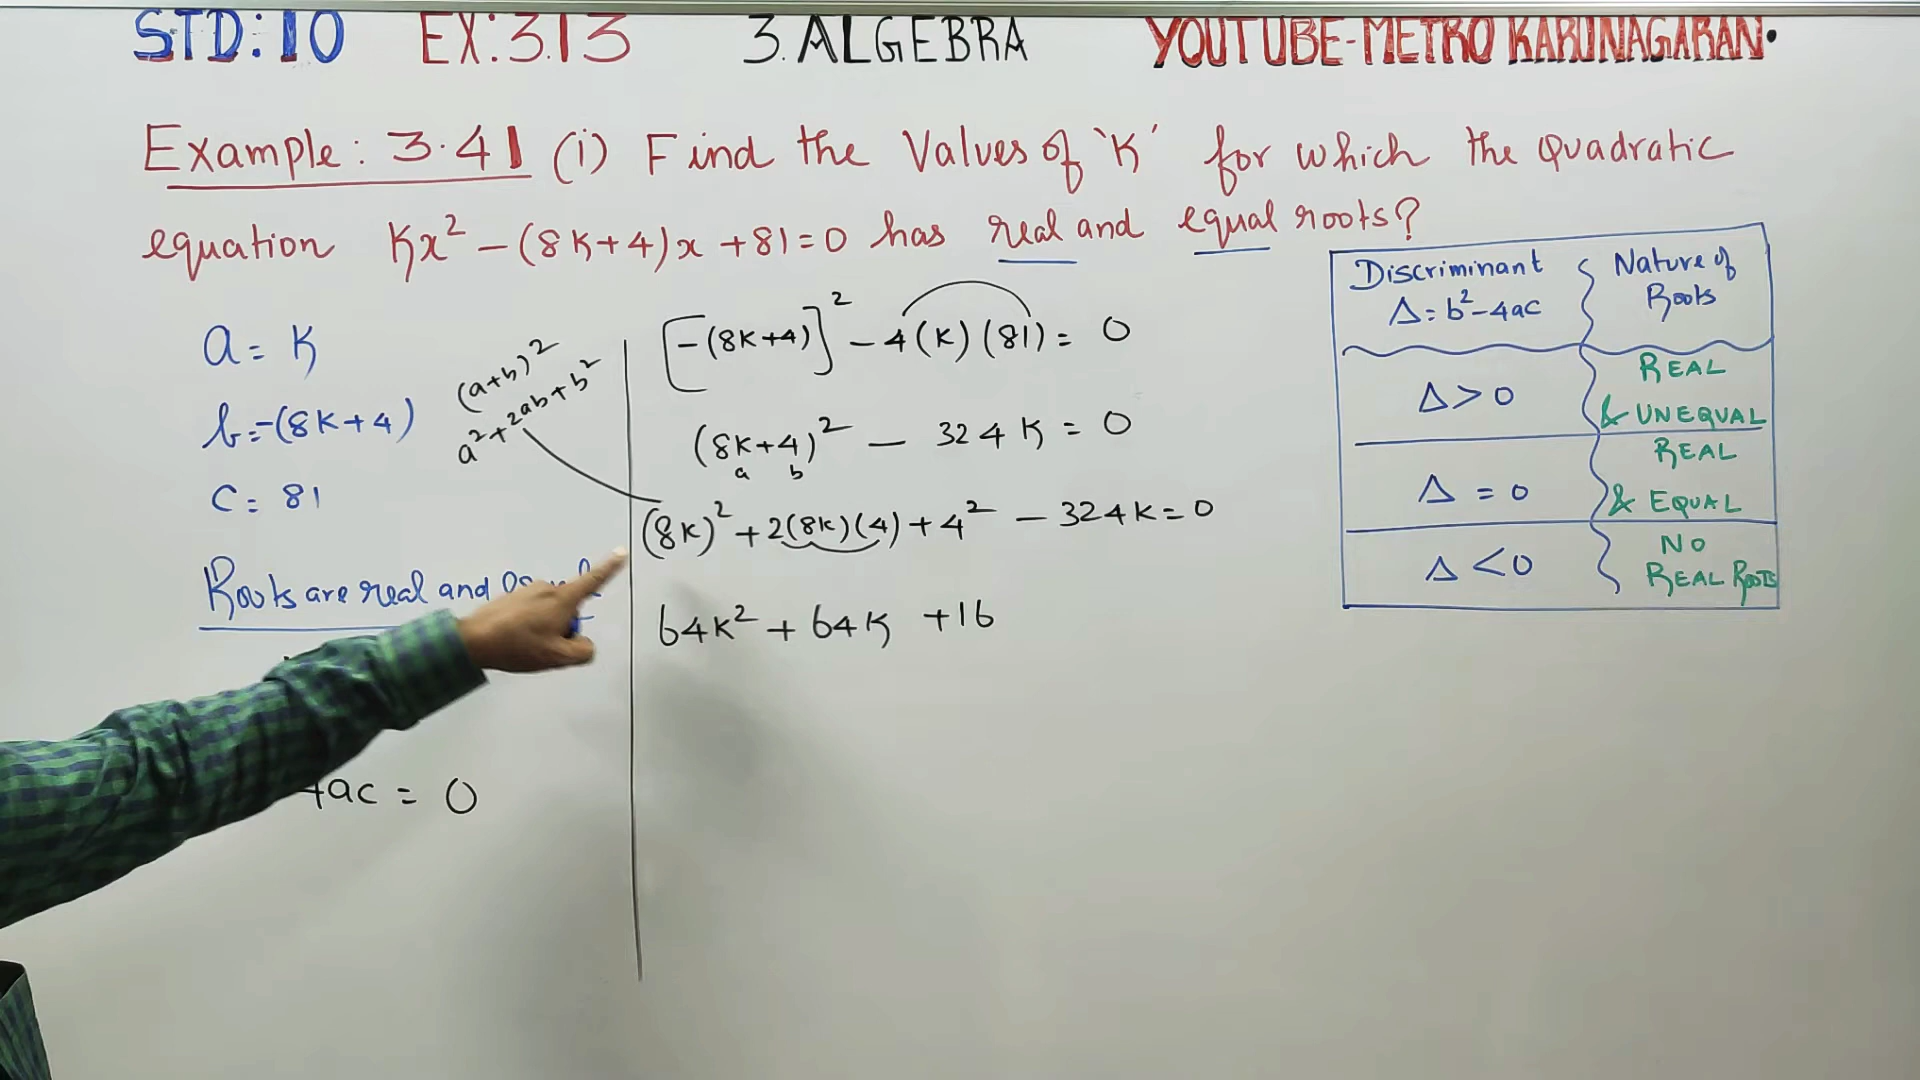 STD:10 EX:3.13 3.ALGEBRA YOUTUBE-METRO KARUNAGARAN.
Example: 3.41 (i) Find the Values of 'K' for which the Quadratic
equation Kx² - (8K+4)x + 81 = 0 has real and equal roots?
a = K
b = -(8K+4)
c = 81
Roots are real and
4ac = 0
(a+b)²
a²+2ab+b²
[-(8K+4)]² - 4(K)(81) = 0
(8K+4)² - 324K = 0
a b
(8K)² + 2(8K)(4) + 4² - 324K = 0
64K² + 64K + 16
Discriminant Nature of
Δ = b²-4ac Roots
Δ > 0 REAL
& UNEQUAL
Δ = 0 REAL
& EQUAL
Δ < 0 NO
REAL ROOTS